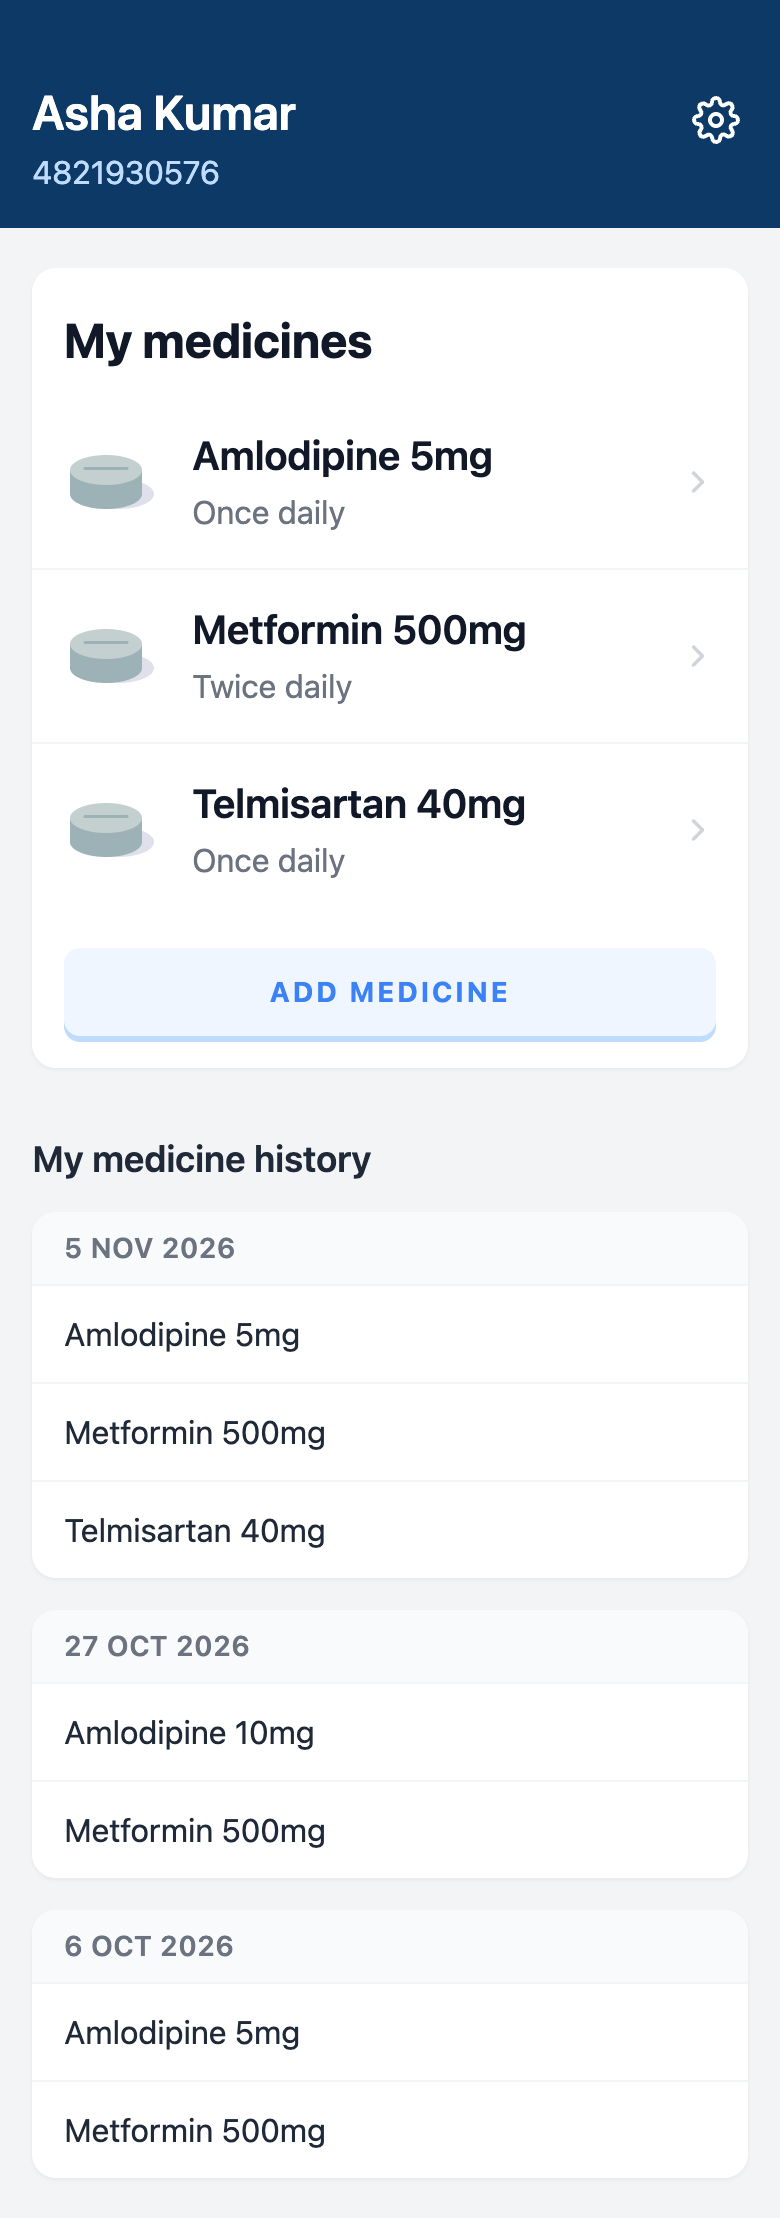 Asha Kumar
4821930576
My medicines
Amlodipine 5mg
Once daily
Metformin 500mg
Twice daily
Telmisartan 40mg
Once daily
ADD MEDICINE
My medicine history
5 NOV 2026
Amlodipine 5mg
Metformin 500mg
Telmisartan 40mg
27 OCT 2026
Amlodipine 10mg
Metformin 500mg
6 OCT 2026
Amlodipine 5mg
Metformin 500mg